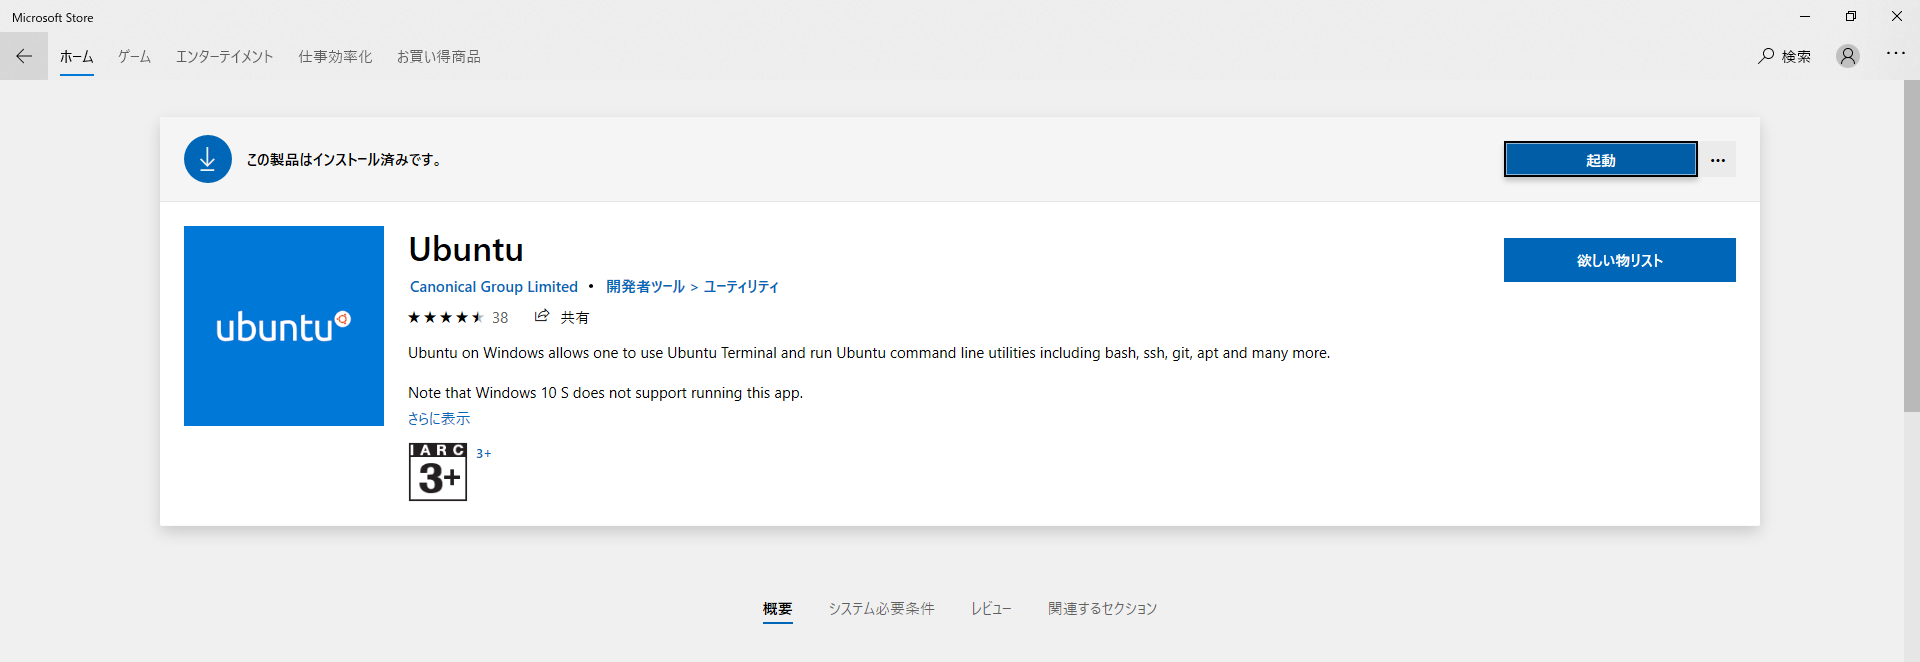 Microsoft Store
ホーム ゲーム エンターテイメント 仕事効率化 お買い得商品 検索
この製品はインストール済みです。 起動
Ubuntu
欲しい物リスト
Canonical Group Limited • 開発者ツール > ユーティリティ
38 共有
ubuntu
Ubuntu on Windows allows one to use Ubuntu Terminal and run Ubuntu command line utilities including bash, ssh, git, apt and many more.
Note that Windows 10 S does not support running this app.
さらに表示
IARC
3+
3+
概要 システム必要条件 レビュー 関連するセクション